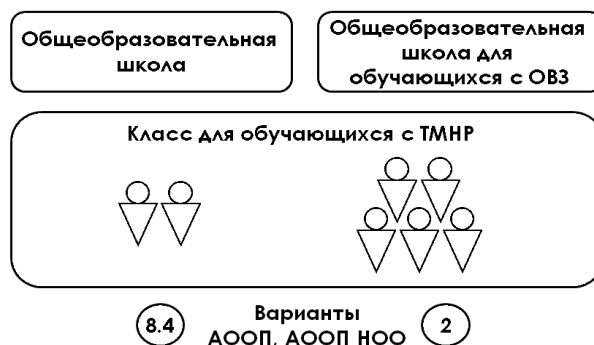 Общеобразовательная
школа
Общеобразовательная
школа для
обучающихся с ОВЗ
Класс для обучающихся с ТМНР
8.4
Варианты
АООП, АООП НОО
2